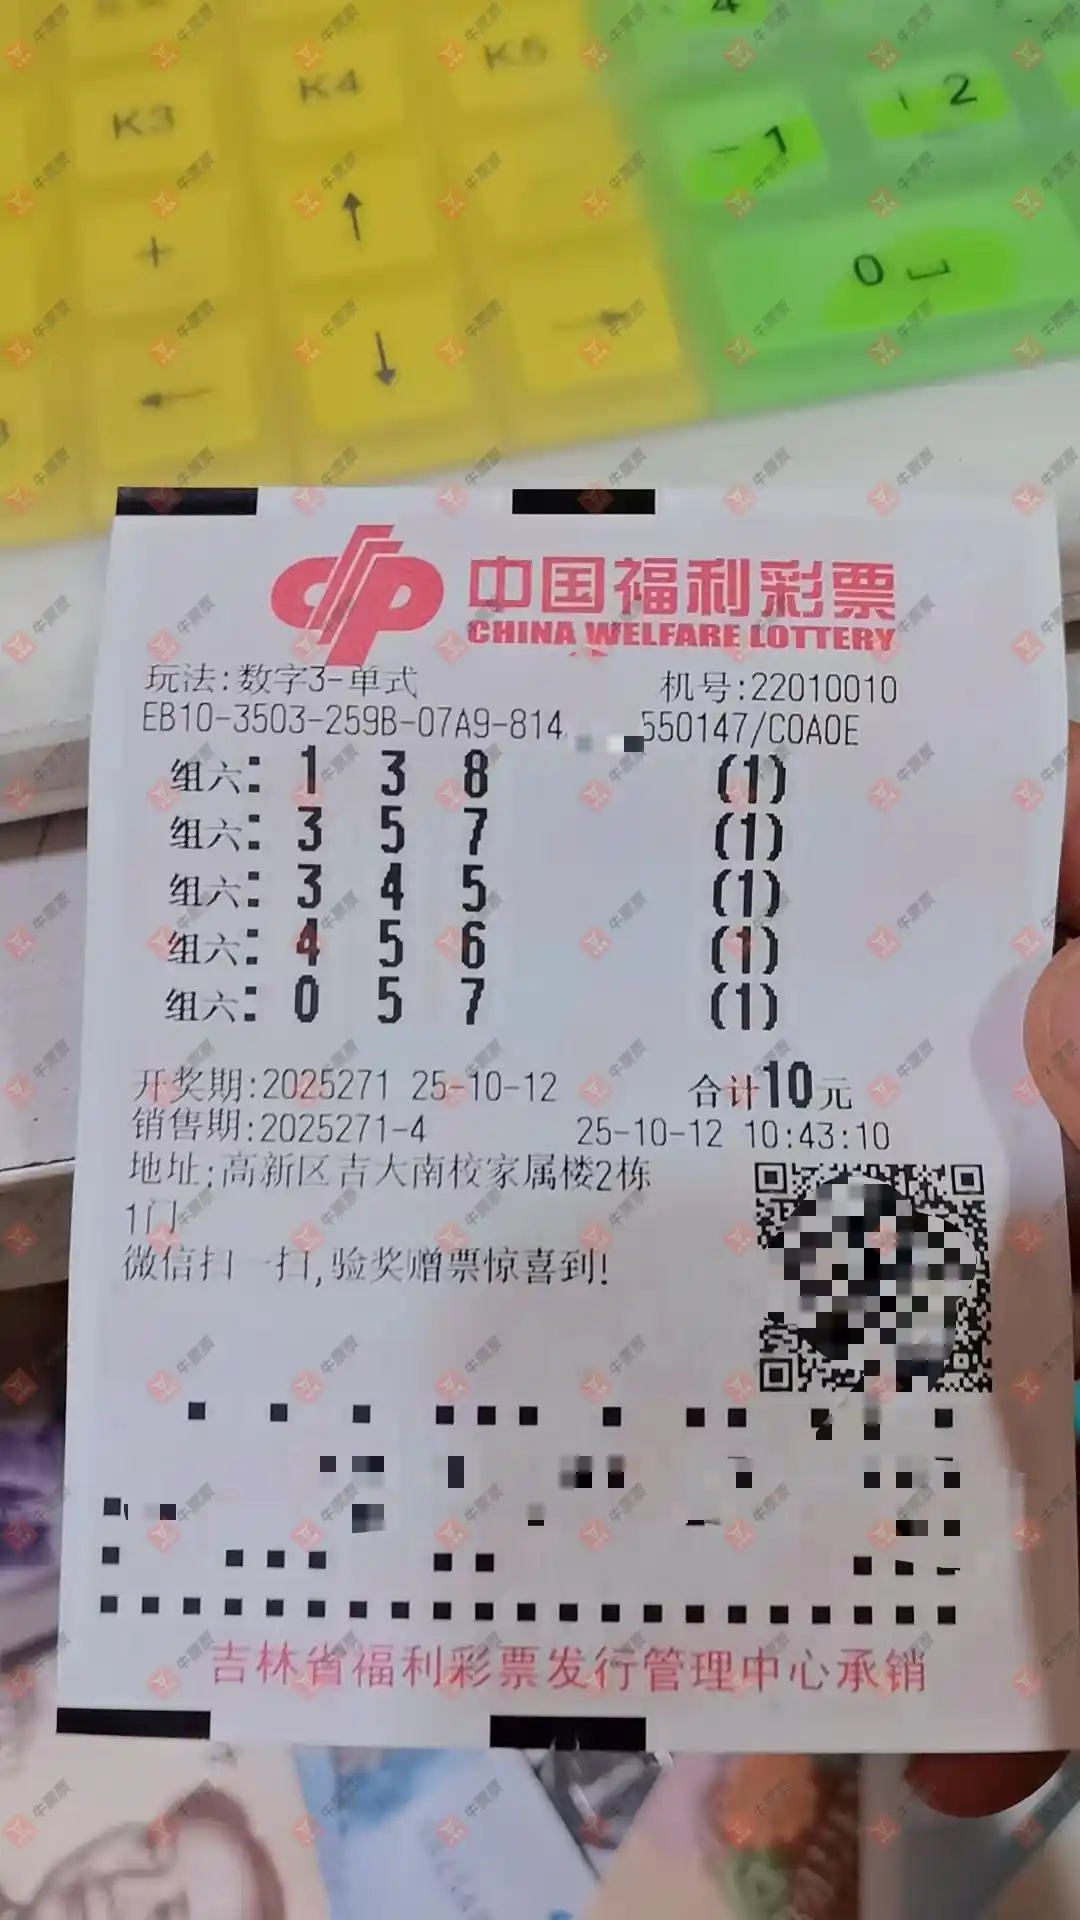 K3
K4
K5
4
- 1
2
+
↑
0
←
↓
→
中国福利彩票
CHINA WELFARE LOTTERY
玩法:数字3-单式 机号:22010010
EB10-3503-259B-07A9-814 550147/C0A0E
组六: 1 3 8 (1)
组六: 3 5 7 (1)
组六: 3 4 5 (1)
组六: 4 5 6 (1)
组六: 0 5 7 (1)
开奖期:2025271 25-10-12 合计10元
销售期:2025271-4 25-10-12 10:43:10
地址:高新区吉大南校家属楼2栋
1门
微信扫一扫,验奖赠票惊喜到!
吉林省福利彩票发行管理中心承销
牛票票